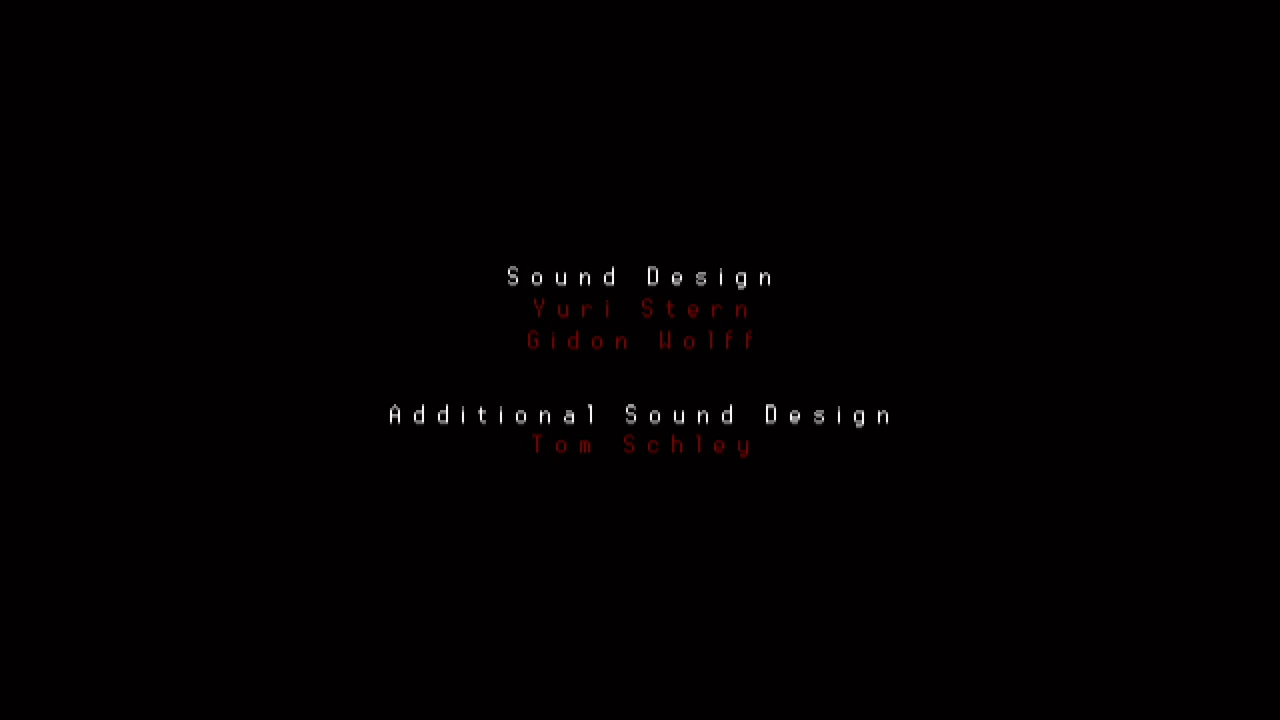 Sound Design
Yuri Stern
Gidon Wolff
Additional Sound Design
Tom Schley